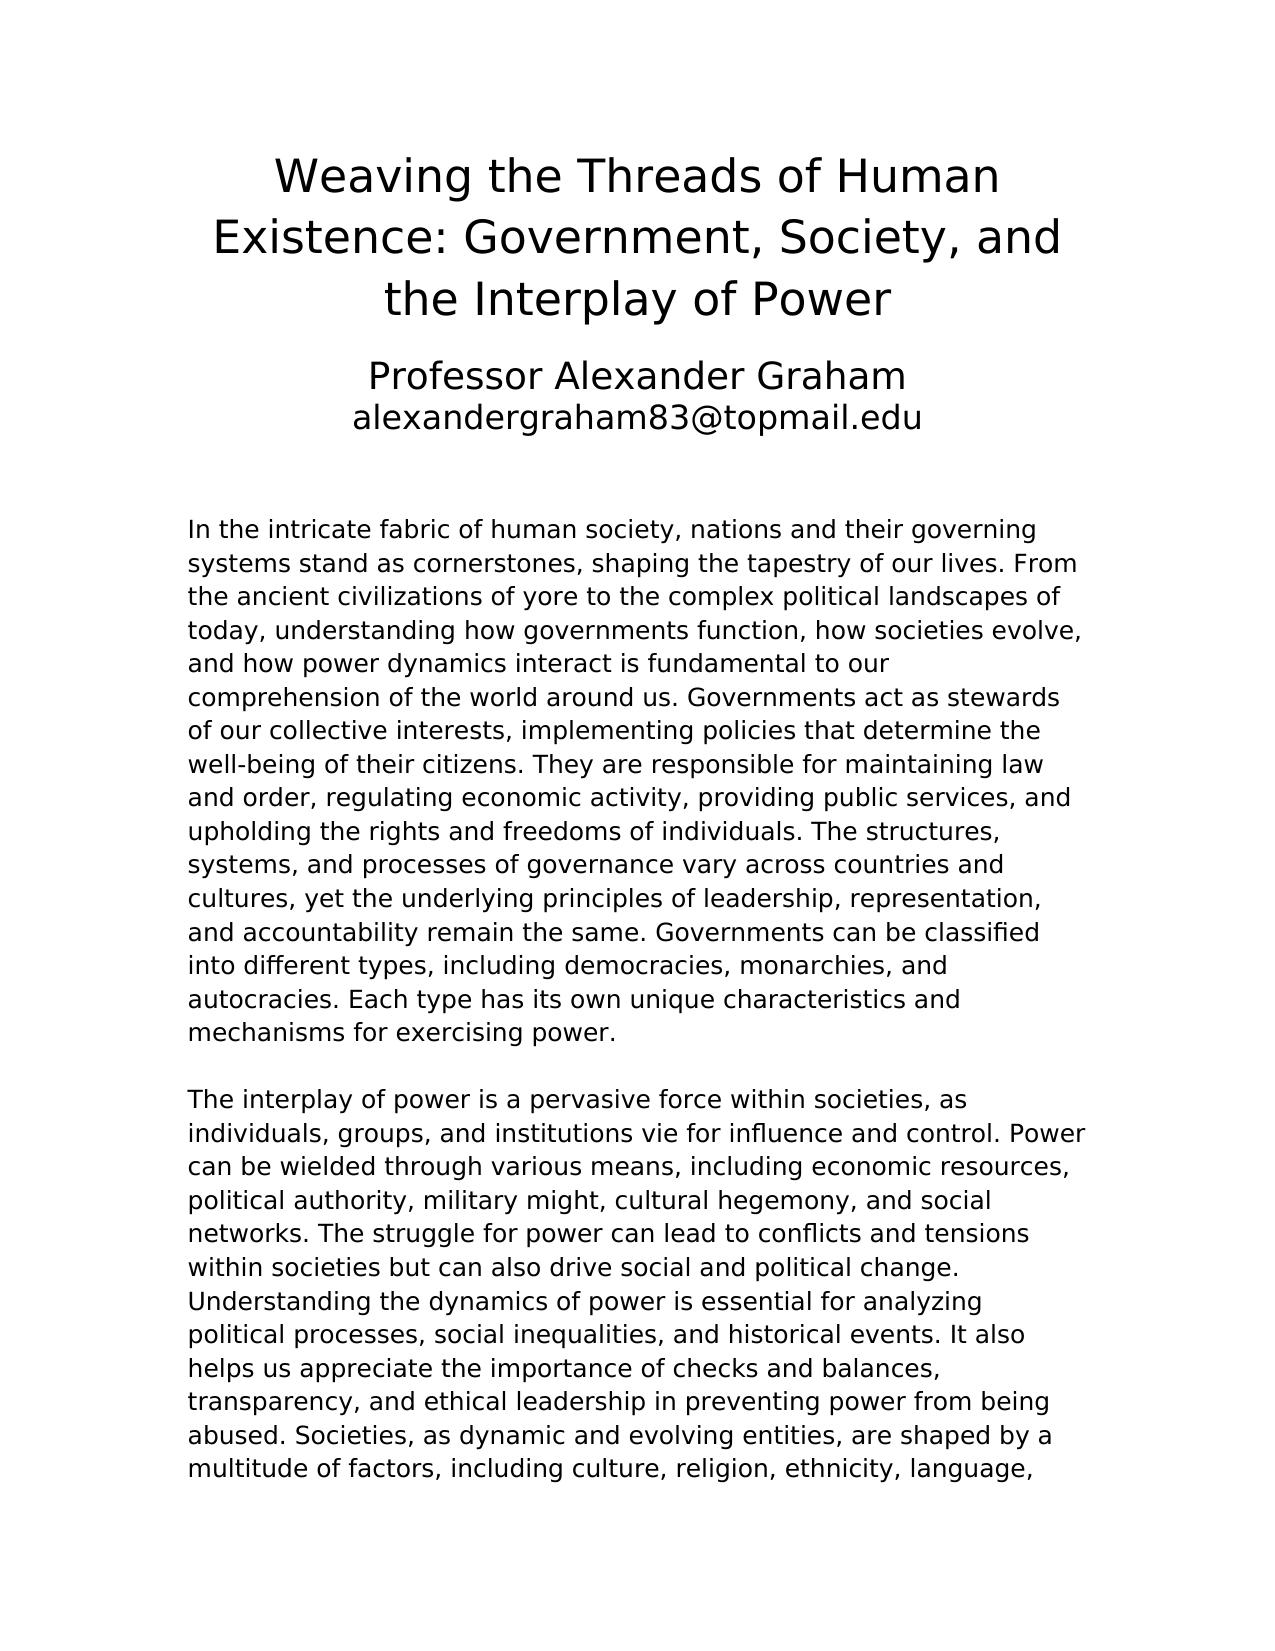 Weaving the Threads of Human
Existence: Government, Society, and
the Interplay of Power
Professor Alexander Graham
alexandergraham83@topmail.edu
In the intricate fabric of human society, nations and their governing
systems stand as cornerstones, shaping the tapestry of our lives. From
the ancient civilizations of yore to the complex political landscapes of
today, understanding how governments function, how societies evolve,
and how power dynamics interact is fundamental to our
comprehension of the world around us. Governments act as stewards
of our collective interests, implementing policies that determine the
well-being of their citizens. They are responsible for maintaining law
and order, regulating economic activity, providing public services, and
upholding the rights and freedoms of individuals. The structures,
systems, and processes of governance vary across countries and
cultures, yet the underlying principles of leadership, representation,
and accountability remain the same. Governments can be classified
into different types, including democracies, monarchies, and
autocracies. Each type has its own unique characteristics and
mechanisms for exercising power.
The interplay of power is a pervasive force within societies, as
individuals, groups, and institutions vie for influence and control. Power
can be wielded through various means, including economic resources,
political authority, military might, cultural hegemony, and social
networks. The struggle for power can lead to conflicts and tensions
within societies but can also drive social and political change.
Understanding the dynamics of power is essential for analyzing
political processes, social inequalities, and historical events. It also
helps us appreciate the importance of checks and balances,
transparency, and ethical leadership in preventing power from being
abused. Societies, as dynamic and evolving entities, are shaped by a
multitude of factors, including culture, religion, ethnicity, language,